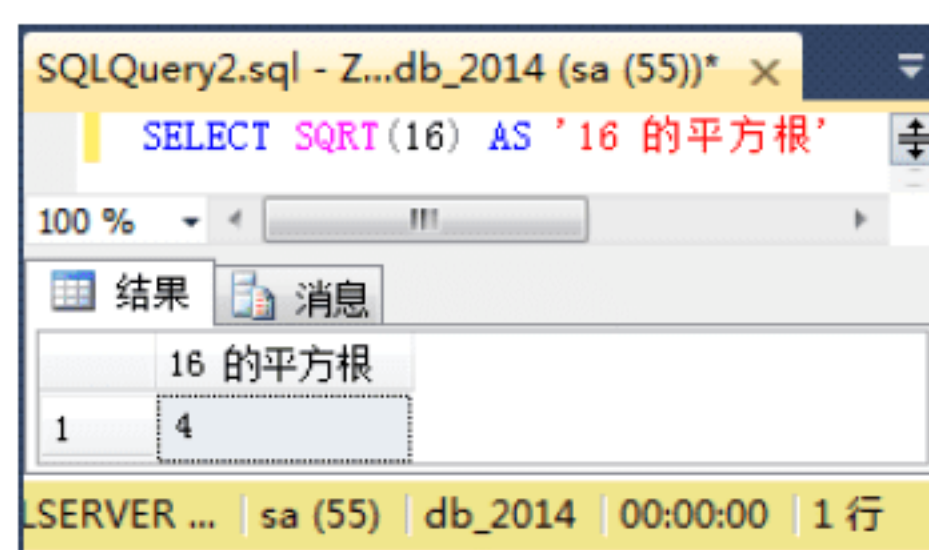 SQLQuery2.sql - Z...db_2014 (sa (55))*
SELECT SQRT(16) AS '16 的平方根'
100 %
结果 消息
16 的平方根
1 4
LSERVER ... sa (55) db_2014 00:00:00 1 行